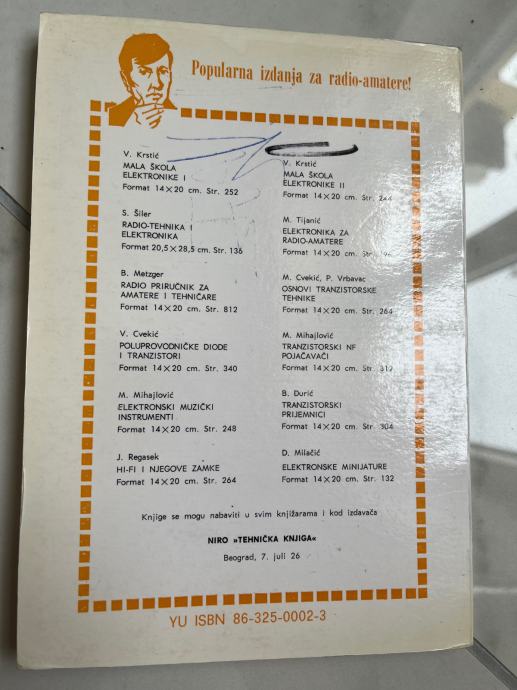 Popularna izdanja za radio-amatere!
V. Krstić
MALA ŠKOLA
ELEKTRONIKE I
Format 14×20 cm. Str. 252
S. Šiler
RADIO-TEHNIKA I
ELEKTRONIKA
Format 20,5×28,5 cm. Str. 136
B. Metzger
RADIO PRIRUČNIK ZA
AMATERE I TEHNIČARE
Format 14×20 cm. Str. 812
V. Cvekić
POLUPROVODNIČKE DIODE
I TRANZISTORI
Format 14×20 cm. Str. 340
M. Mihajlović
ELEKTRONSKI MUZIČKI
INSTRUMENTI
Format 14×20 cm. Str. 248
J. Regasek
HI-FI I NJEGOVE ZAMKE
Format 14×20 cm. Str. 264
V. Krstić
MALA ŠKOLA
ELEKTRONIKE II
Format 14×20 cm. Str. 244
M. Tijanić
ELEKTRONIKA ZA
RADIO-AMATERE
Format 14×20 cm.
M. Cvekić, P. Vrbavac
OSNOVI TRANZISTORSKE
TEHNIKE
Format 14×20 cm. Str. 264
M. Mihajlović
TRANZISTORSKI NF
POJAČAVAČI
Format 14×20 cm. Str. 312
B. Đurić
TRANZISTORSKI
PRIJEMNICI
Format 14×20 cm. Str. 304
D. Milačić
ELEKTRONSKE MINIJATURE
Format 14×20 cm. Str. 132
Knjige se mogu nabaviti u svim knjižarama i kod izdavača
NIRO »TEHNIČKA KNJIGA«
Beograd, 7. juli 26
YU ISBN 86-325-0002-3